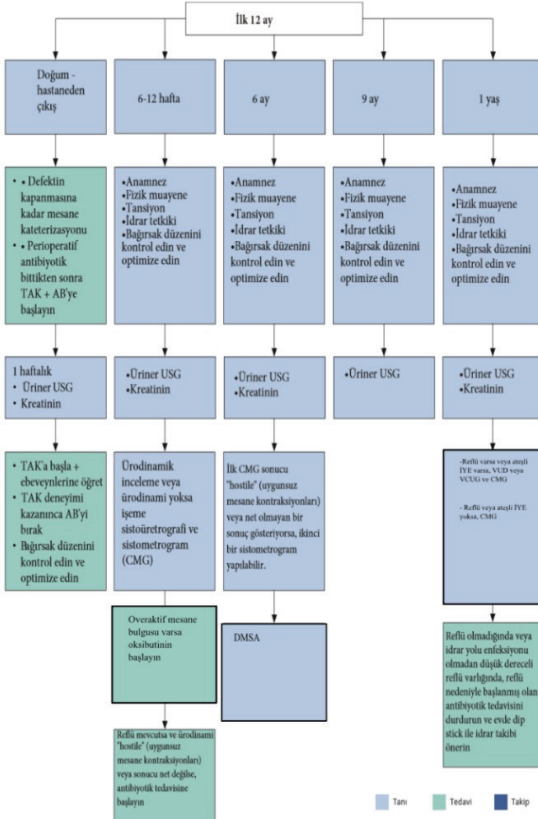 İlk 12 ay
Doğum -
hastaneden
çıkış
6-12 hafta
6 ay
9 ay
1 yaş
• • Defektin
kapanmasına
kadar mesane
kateterizasyonu
• • Perioperatif
antibiyotik
bittikten sonra
TAK + AB'ye
başlayın
•Anamnez
•Fizik muayene
•Tansiyon
•İdrar tetkiki
•Bağırsak düzenini
kontrol edin ve
optimize edin
•Anamnez
•Fizik muayene
•Tansiyon
•İdrar tetkiki
•Bağırsak düzenini
kontrol edin ve
optimize edin
•Anamnez
•Fizik muayene
•Tansiyon
•İdrar tetkiki
•Bağırsak düzenini
kontrol edin ve
optimize edin
•Anamnez
•Fizik muayene
•Tansiyon
•İdrar tetkiki
•Bağırsak düzenini
kontrol edin ve
optimize edin
1 haftalık
• Üriner USG
• Kreatinin
•Üriner USG
•Kreatinin
•Üriner USG
•Kreatinin
•Üriner USG
•Üriner USG
•Kreatinin
• TAK'a başla +
ebeveynlerine öğret
• TAK deneyimi
kazanınca AB'yi
bırak
• Bağırsak düzenini
kontrol edin ve
optimize edin
Ürodinamik
inceleme veya
ürodinami yoksa
işeme
sistoüretrografi ve
sistometrogram
(CMG)
İlk CMG sonucu
"hostile" (uygunsuz
mesane kontraksiyonları)
veya net olmayan bir
sonuç gösteriyorsa, ikinci
bir sistometrogram
yapılabilir.
-Reflü varsa veya ateşli
İYE varsa, VUD veya
VCUG ve CMG
- Reflü veya ateşli İYE
yoksa, CMG
Overaktif mesane
bulgusu varsa
oksibutinin
başlayın
DMSA
Reflü olmadığında veya
idrar yolu enfeksiyonu
olmadan düşük dereceli
reflü varlığında, reflü
nedeniyle başlanmış olan
antibiyotik tedavisini
durdurun ve evde dip
stick ile idrar takibi
önerin
Reflü mevcutsa ve ürodinami
"hostile" (uygunsuz
mesane kontraksiyonları)
veya sonucu net değilse,
antibiyotik tedavisine
başlayın
Tanı
Tedavi
Takip